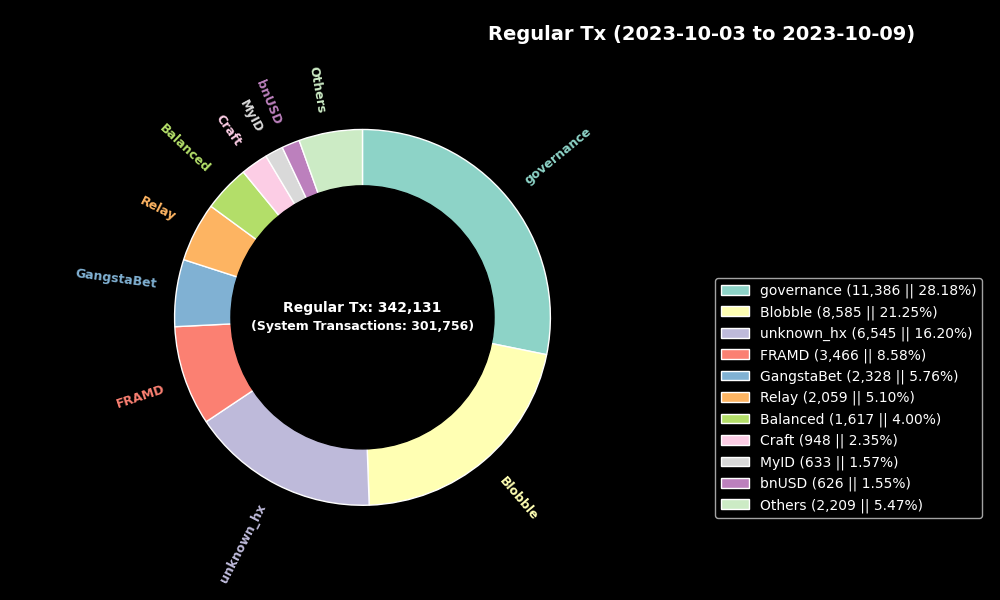 Regular Tx (2023-10-03 to 2023-10-09)
Others
bnUSD
MyID
Craft
Balanced
governance
Relay
GangstaBet
FRAMD
unknown_hx
Blobble
Regular Tx: 342,131
(System Transactions: 301,756)
governance (11,386 || 28.18%)
Blobble (8,585 || 21.25%)
unknown_hx (6,545 || 16.20%)
FRAMD (3,466 || 8.58%)
GangstaBet (2,328 || 5.76%)
Relay (2,059 || 5.10%)
Balanced (1,617 || 4.00%)
Craft (948 || 2.35%)
MyID (633 || 1.57%)
bnUSD (626 || 1.55%)
Others (2,209 || 5.47%)